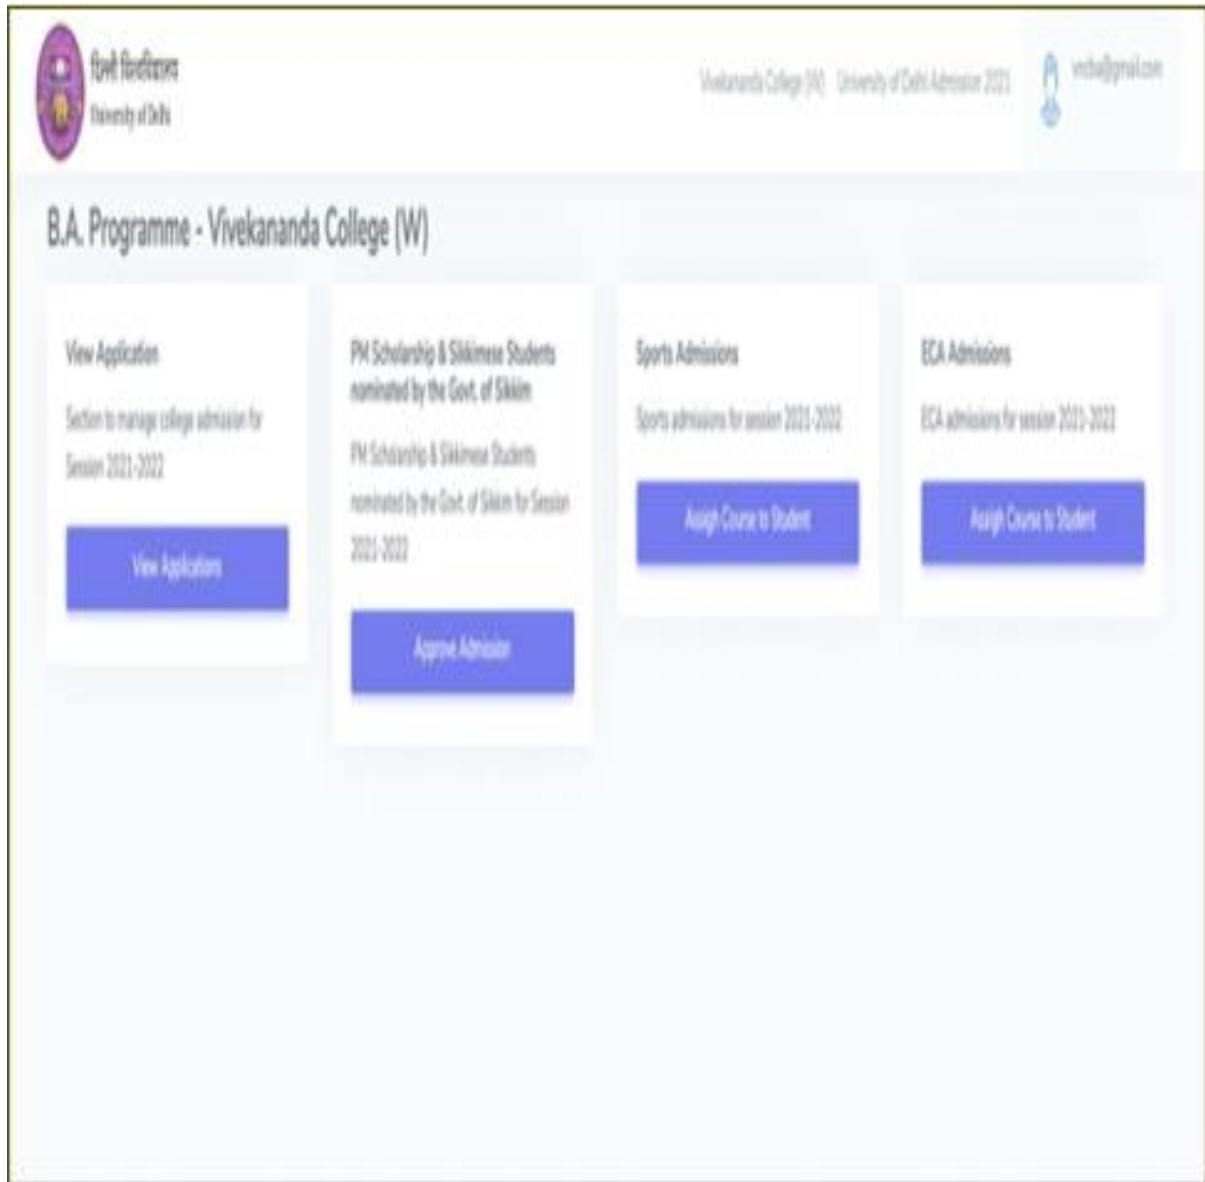 दिल्ली विश्वविद्यालय
University of Delhi
Vivekananda College (W) University of Delhi Admission 2021
B.A. Programme - Vivekananda College (W)
View Application
Section to manage college admission for
Session 2021-2022
View Applications
PM Scholarship & Sikkimese Students
nominated by the Govt. of Sikkim
PM Scholarship & Sikkimese Students
nominated by the Govt. of Sikkim for Session
2021-2022
Approve Admission
Sports Admissions
Sports admissions for session 2021-2022
Assigh Course to Student
ECA Admissions
ECA admissions for session 2021-2022
Assigh Course to Student